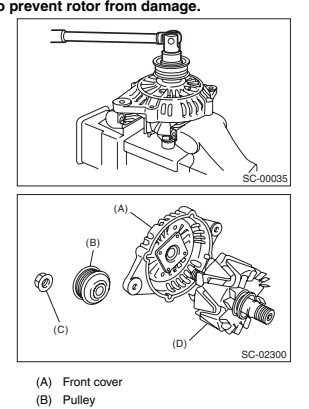 prevent rotor from damage.
SC-00035
(A)
(B)
(C)
(D)
SC-02300
(A) Front cover
(B) Pulley